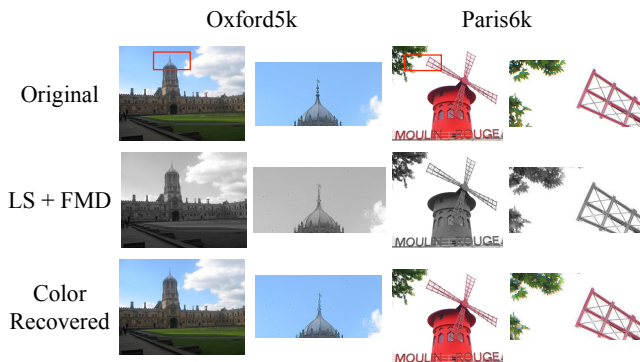 Oxford5k Paris6k
Original
MOULIN ROUGE
LS + FMD
MOULIN ROUGE
Color
Recovered
MOULIN ROUGE